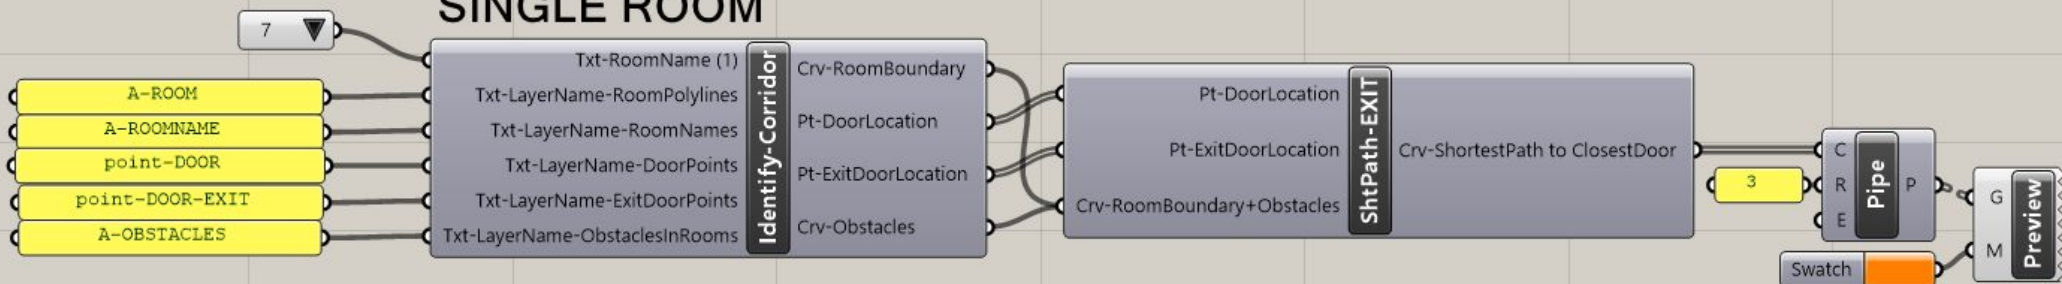 SINGLE ROOM
7
A-ROOM
A-ROOMNAME
point-DOOR
point-DOOR-EXIT
A-OBSTACLES
Txt-RoomName (1)
Txt-LayerName-RoomPolylines
Txt-LayerName-RoomNames
Txt-LayerName-DoorPoints
Txt-LayerName-ExitDoorPoints
Txt-LayerName-ObstaclesInRooms
Identify-Corridor
Crv-RoomBoundary
Pt-DoorLocation
Pt-ExitDoorLocation
Crv-Obstacles
Pt-DoorLocation
Pt-ExitDoorLocation
Crv-RoomBoundary+Obstacles
ShtPath-EXIT
Crv-ShortestPath to ClosestDoor
3
C
R
E
Pipe
P
Swatch
G
M
Preview